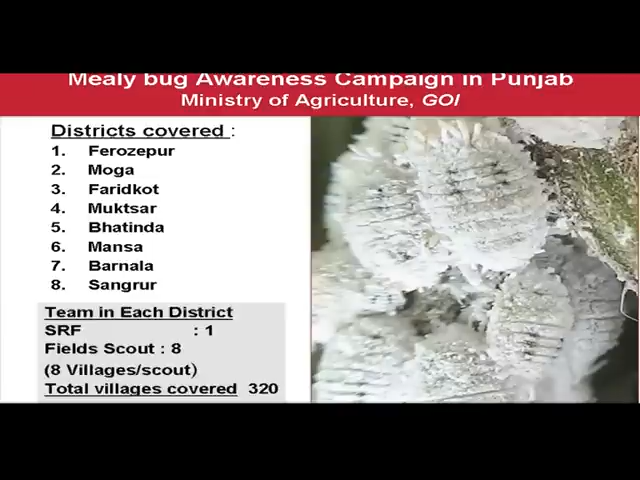 Mealy bug Awareness Campaign in Punjab
Ministry of Agriculture, GOI
Districts covered :
1. Ferozepur
2. Moga
3. Faridkot
4. Muktsar
5. Bhatinda
6. Mansa
7. Barnala
8. Sangrur
Team in Each District
SRF : 1
Fields Scout : 8
(8 Villages/scout)
Total villages covered 320